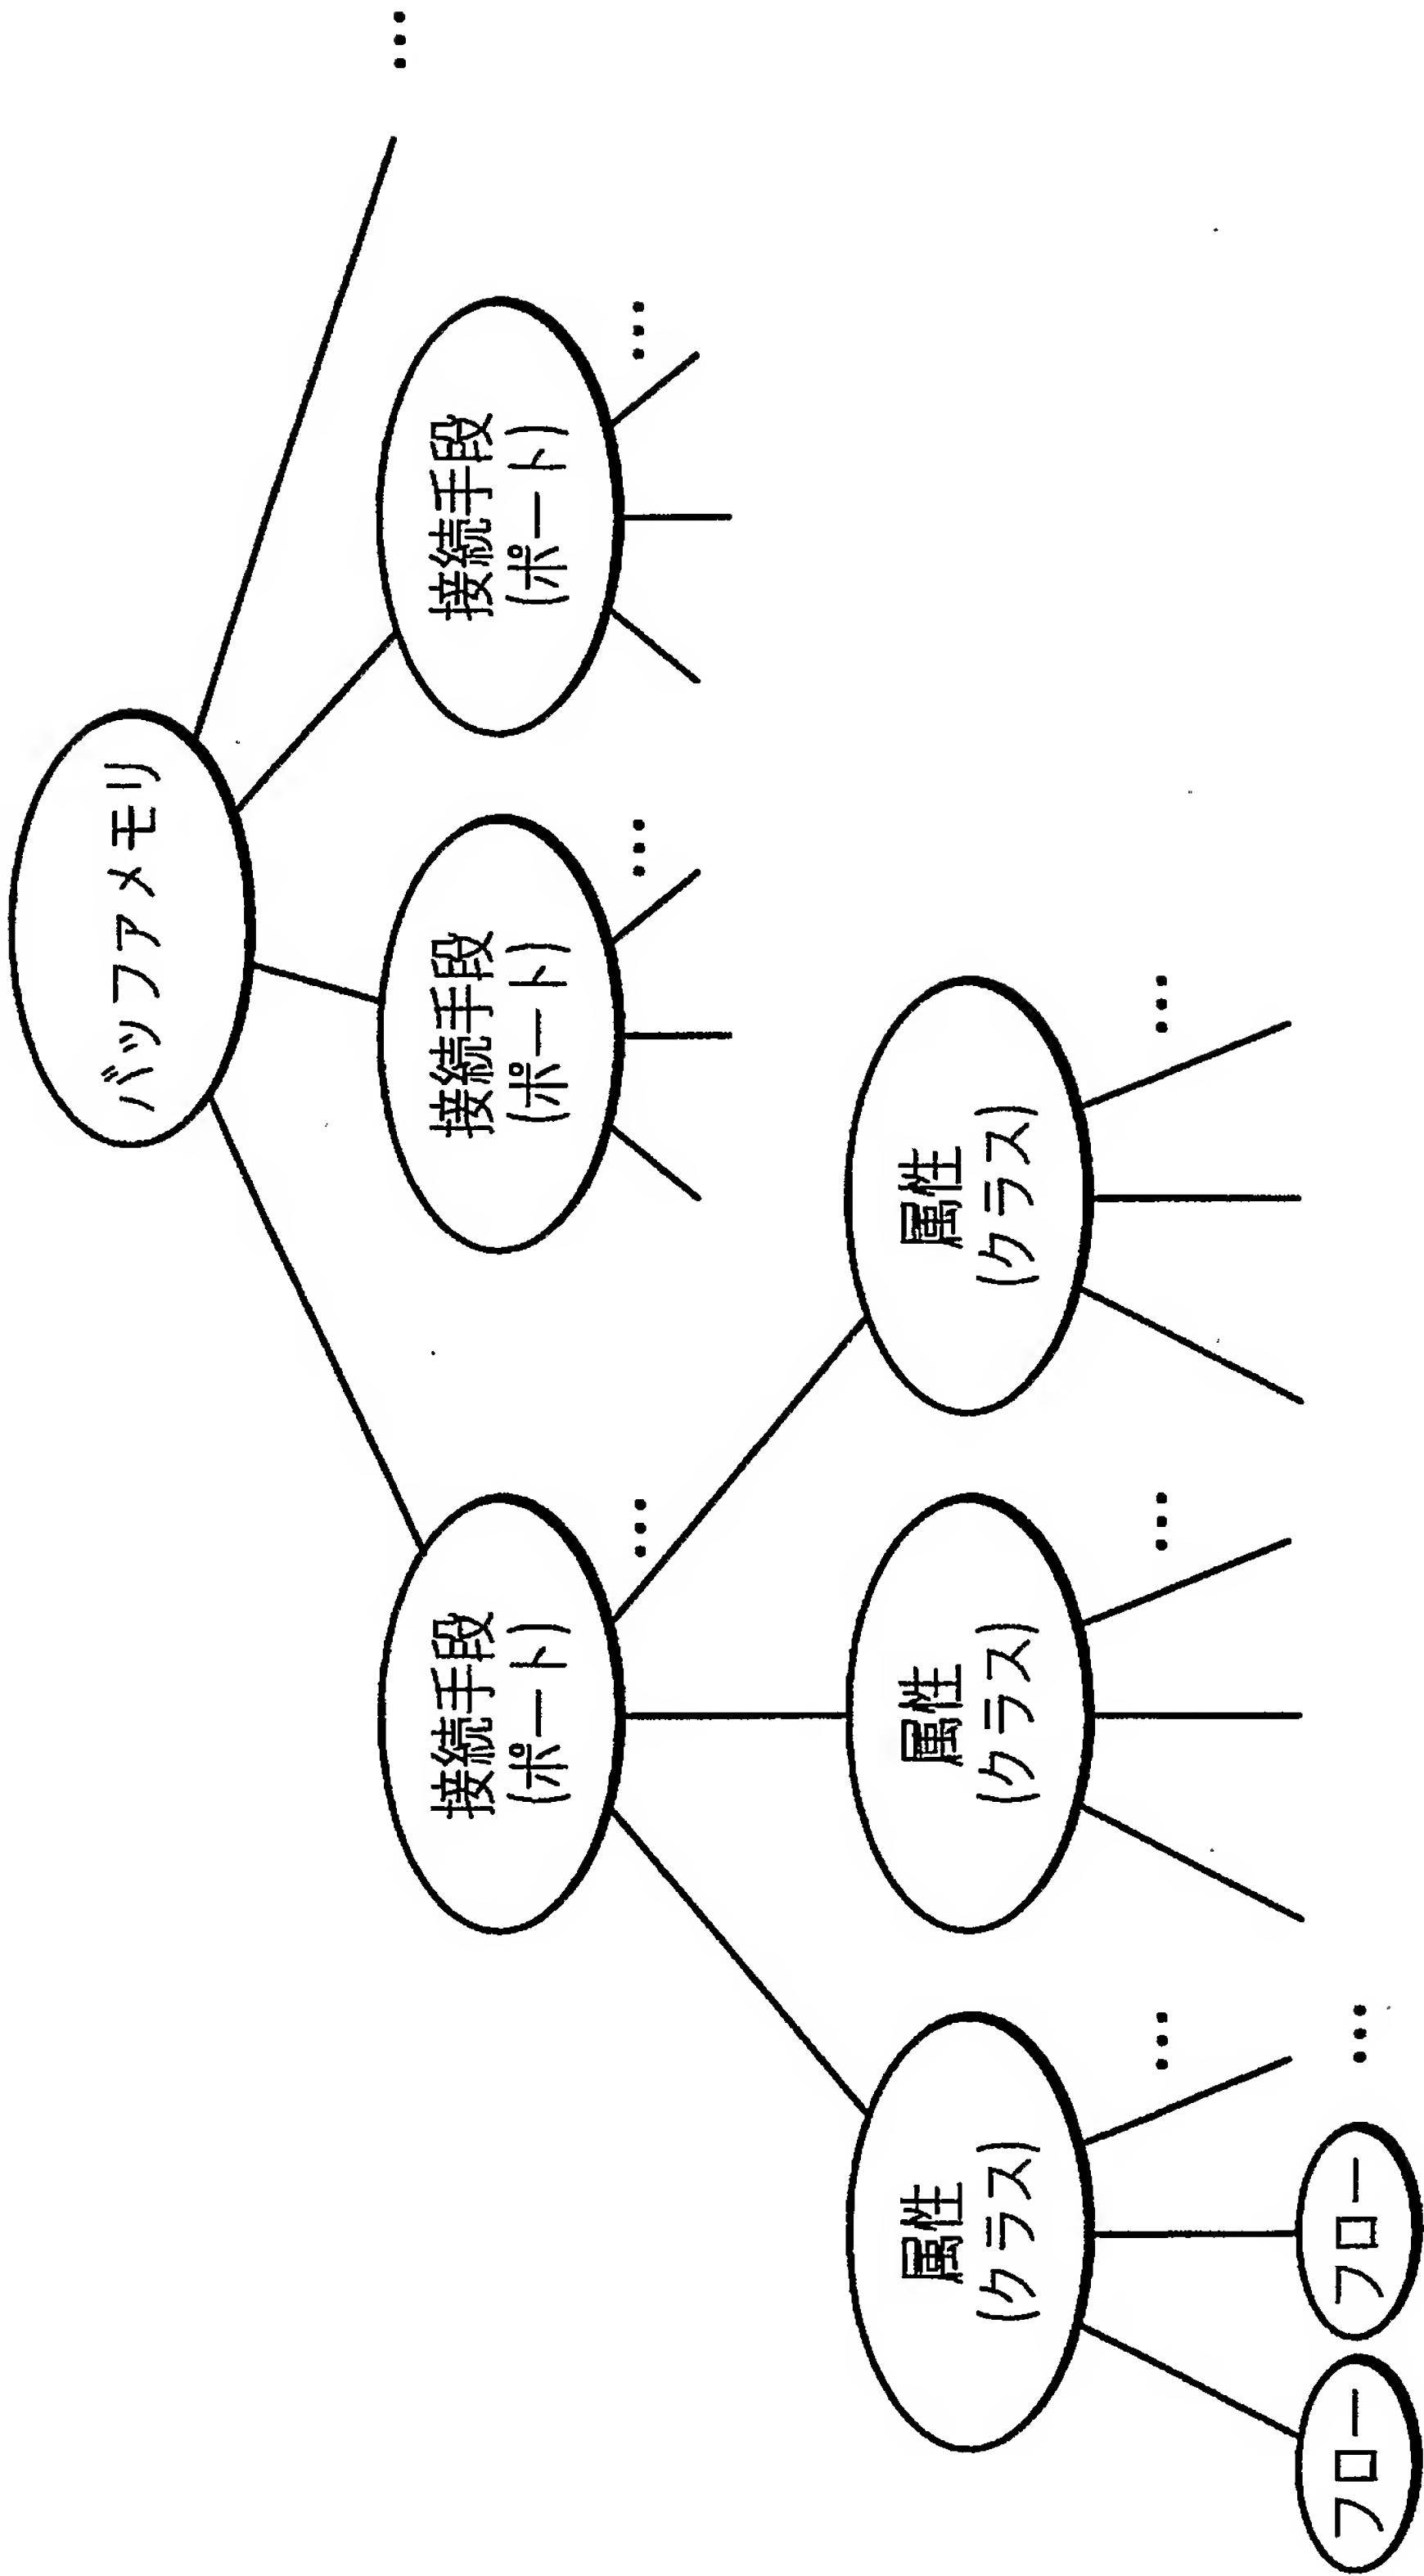 バッファメモリ
接続手段
(ポート)
接続手段
(ポート)
接続手段
(ポート)
...
...
...
...
属性
(クラス)
属性
(クラス)
属性
(クラス)
...
...
...
フロー
フロー
...